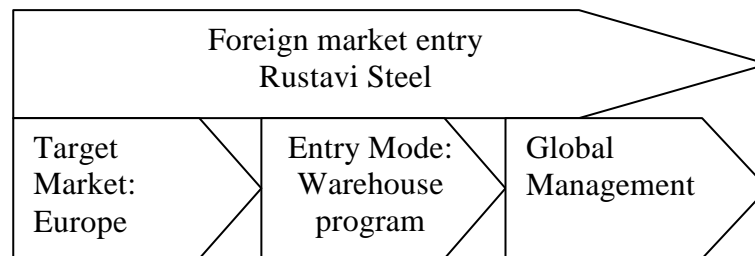 Foreign market entry
Rustavi Steel
Target
Market:
Europe
Entry Mode:
Warehouse
program
Global
Management